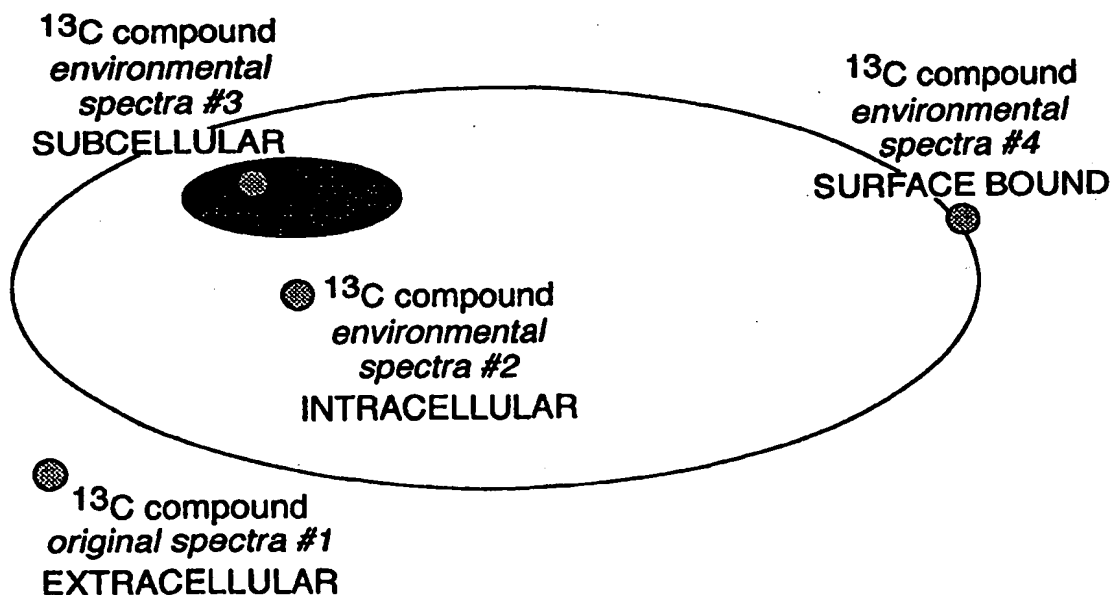 13C compound
environmental
spectra #3
SUBCELLULAR
13C compound
environmental
spectra #4
SURFACE BOUND
13C compound
environmental
spectra #2
INTRACELLULAR
13C compound
original spectra #1
EXTRACELLULAR